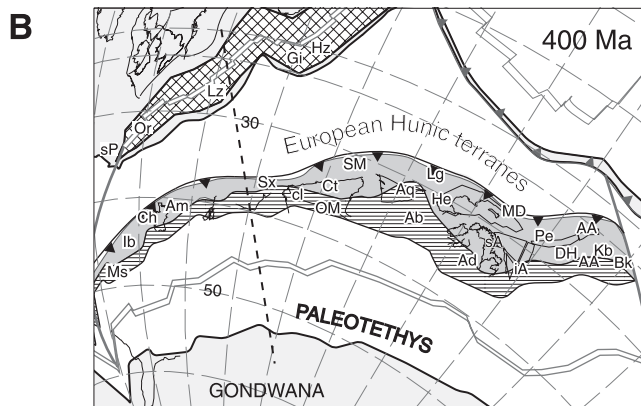 B
400 Ma
Hz
Gi
Lz
Or
sP
30
European Hunic terranes
SM
Lg
Sx
Ct
cl
Aq
He
Am
OM
Ch
Ab
MD
Ib
Pe
AA
sA
Ms
Ad
DH
Kb
iA
AA
Bk
50
PALEOTETHYS
GONDWANA